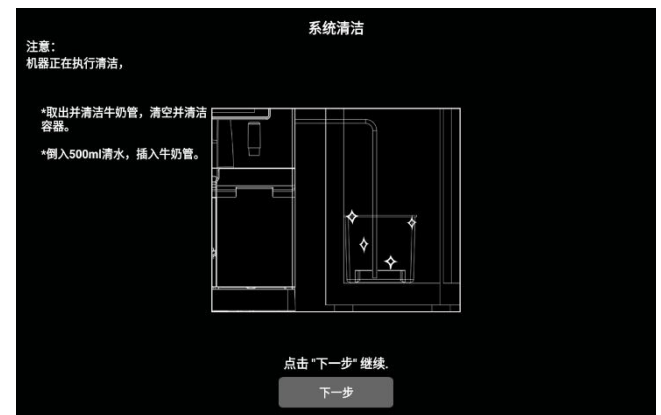 系统清洁
注意：
机器正在执行清洁，
*取出并清洁牛奶管，清空并清洁
容器。
*倒入500ml清水，插入牛奶管。
点击 "下一步" 继续.
下一步